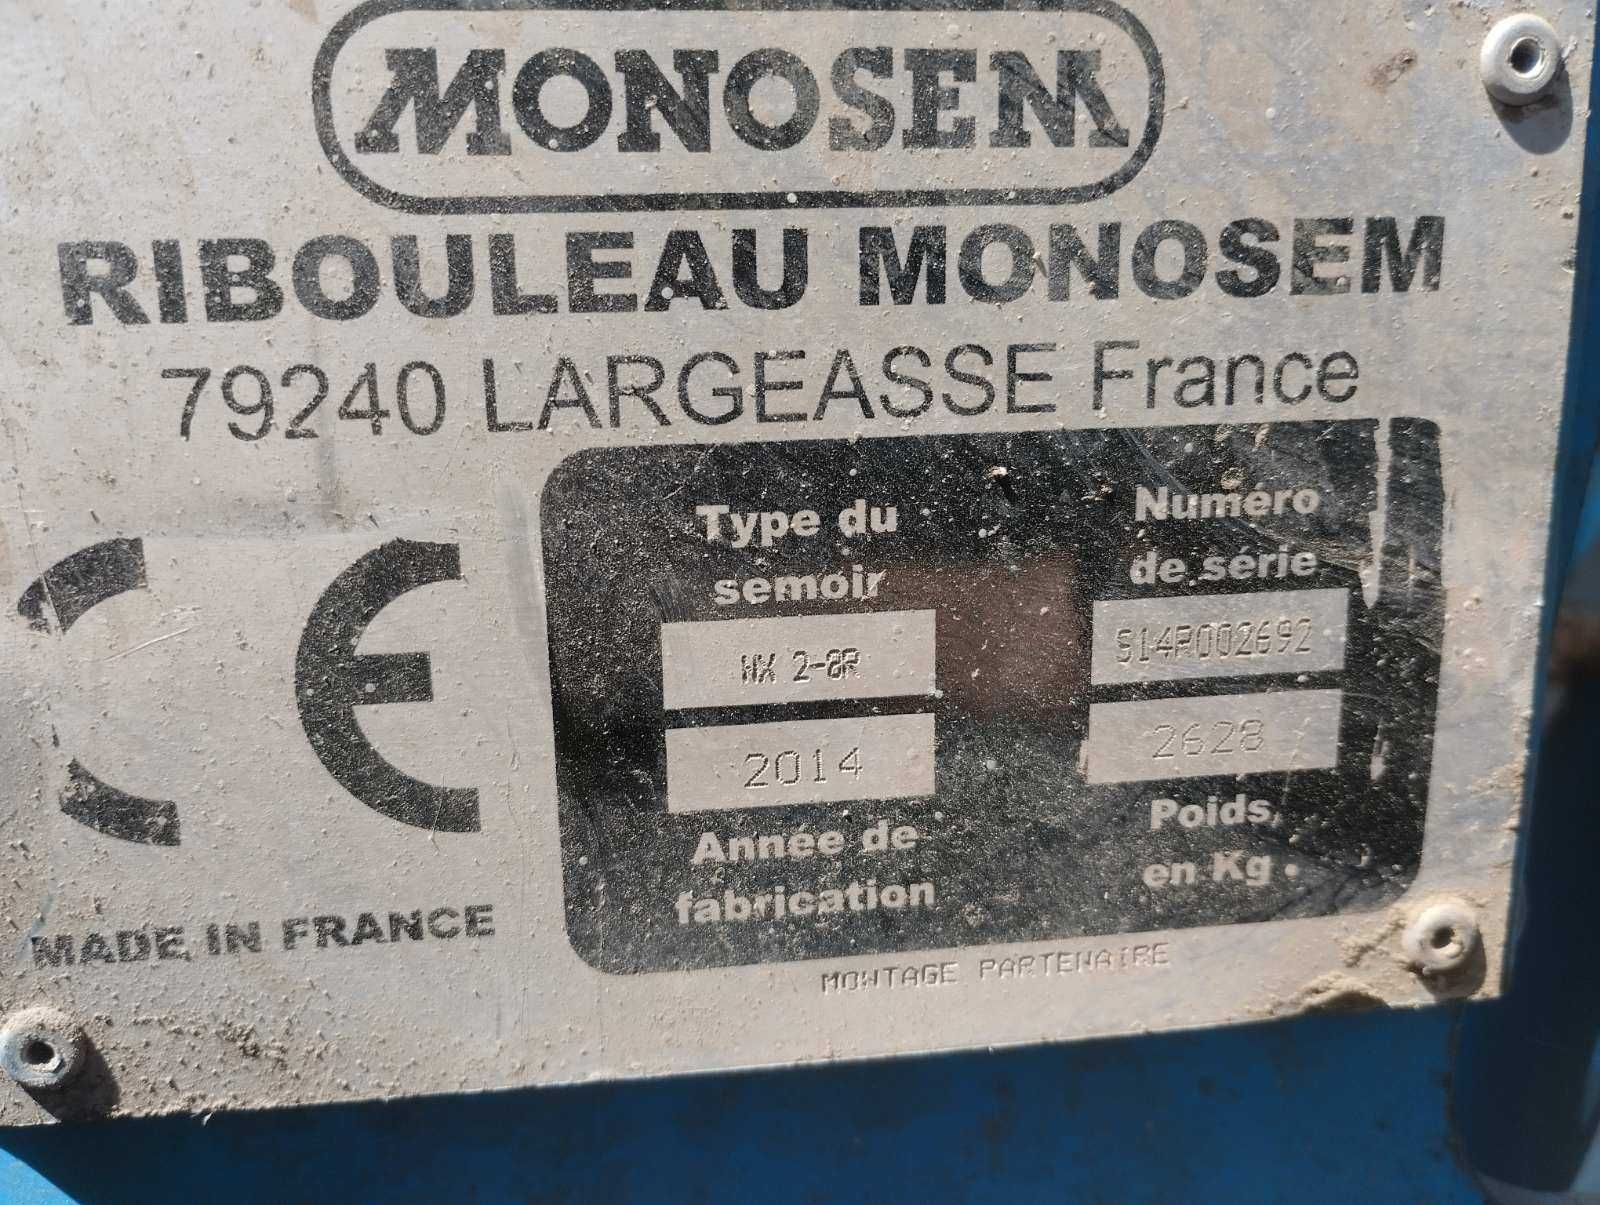 MONOSEM
RIBOULEAU MONOSEM
79240 LARGEASSE France
Type du
semoir
NX 2-8R
2014
Année de
fabrication
Numéro
de série
S14R002692
2628
Poids
en Kg
CE
MADE IN FRANCE
MONTAGE PARTENAIRE